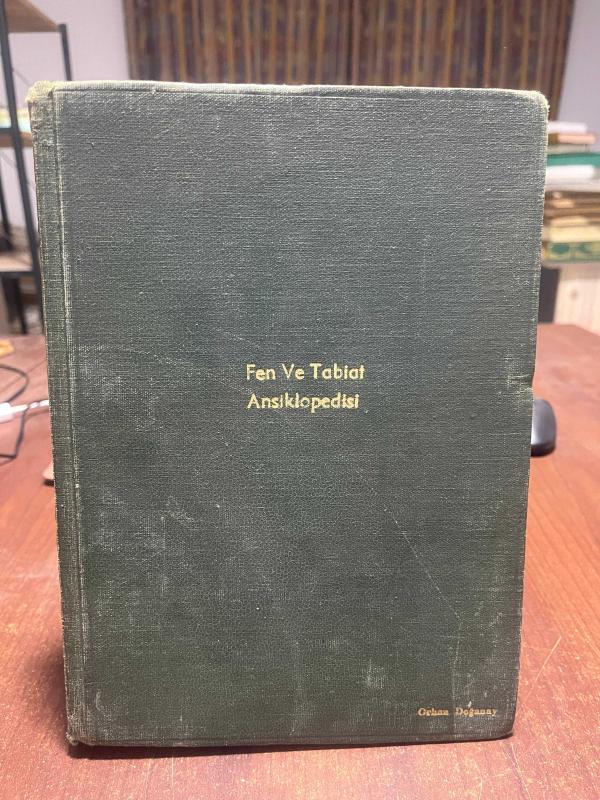 Fen Ve Tabiat
Ansiklopedisi
Orhan Doğanay